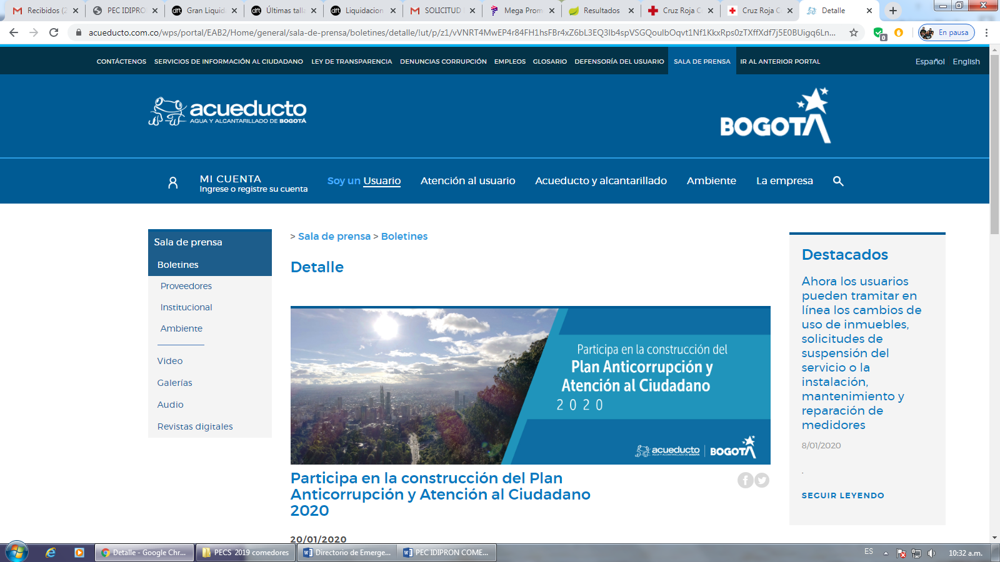 Recibidos (2
PEC IDIPRON
Gran Liquid
Últimas talla
Liquidacion
SOLICITUD
Mega Prom
Resultados
Cruz Roja C
Cruz Roja C
Detalle
acueducto.com.co/wps/portal/EAB2/Home/general/sala-de-prensa/boletines/detalle/!ut/p/z1/vVNRT4MwEP4r84FH1hsFBr4xZ6bL3EQ3Ib4spVSGQoulbOqvt1Nf1KkxRps0zTXffXdf7j5E0BUigq6Ln...
0
En pausa
CONTÁCTENOS SERVICIOS DE INFORMACIÓN AL CIUDADANO LEY DE TRANSPARENCIA DENUNCIAS CORRUPCIÓN EMPLEOS GLOSARIO DEFENSORÍA DEL USUARIO SALA DE PRENSA IR AL ANTERIOR PORTAL Español English
acueducto
AGUA Y ALCANTARILLADO DE BOGOTÁ
BOGOTÁ
MI CUENTA
Ingrese o registre su cuenta
Soy un Usuario
Atención al usuario
Acueducto y alcantarillado
Ambiente
La empresa
Sala de prensa
Boletines
Proveedores
Institucional
Ambiente
Video
Galerías
Audio
Revistas digitales
> Sala de prensa > Boletines
Detalle
Participa en la construcción del
Plan Anticorrupción y
Atención al Ciudadano
2020
acueducto
AGUA Y ALCANTARILLADO DE BOGOTÁ
BOGOTÁ
Participa en la construcción del Plan
Anticorrupción y Atención al Ciudadano
2020
20/01/2020
Destacados
Ahora los usuarios
pueden tramitar en
línea los cambios de
uso de inmuebles,
solicitudes de
suspensión del
servicio o la
instalación,
mantenimiento y
reparación de
medidores
8/01/2020
.
SEGUIR LEYENDO
Detalle - Google Chr...
PECS 2019 comedores
Directorio de Emerge...
PEC IDIPRON COME...
ES
10:32 a.m.